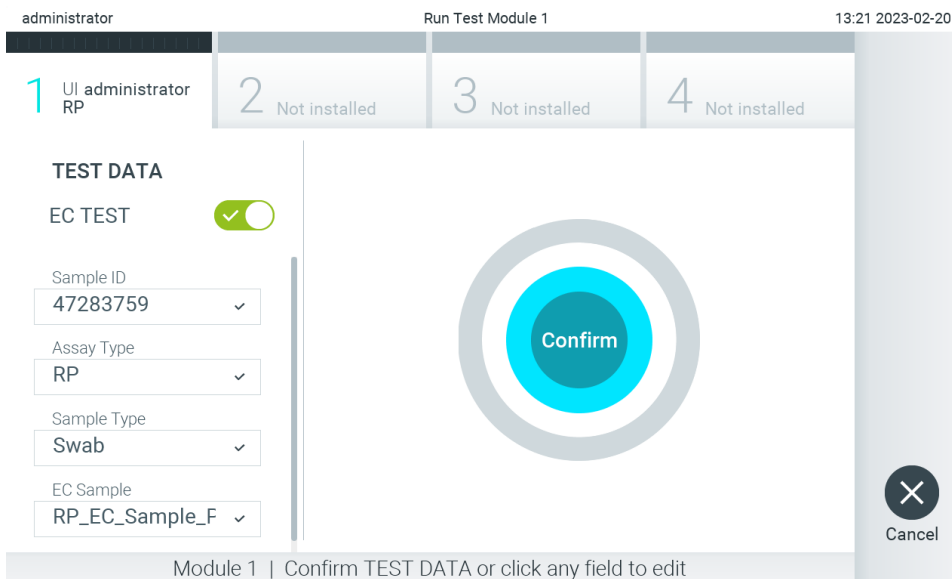 administrator
Run Test Module 1
13:21 2023-02-20
1 UI administrator
RP
2 Not installed
3 Not installed
4 Not installed
TEST DATA
EC TEST
Sample ID
47283759
Assay Type
RP
Sample Type
Swab
EC Sample
RP_EC_Sample_F
Confirm
Cancel
Module 1 | Confirm TEST DATA or click any field to edit